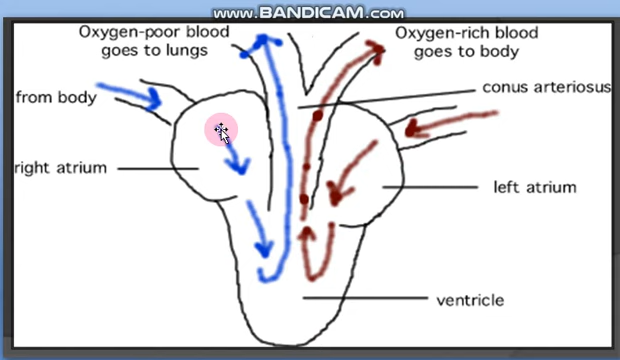 www.BANDICAM.com
Oxygen-poor blood
goes to lungs
Oxygen-rich blood
goes to body
from body
conus arteriosus
right atrium
left atrium
ventricle